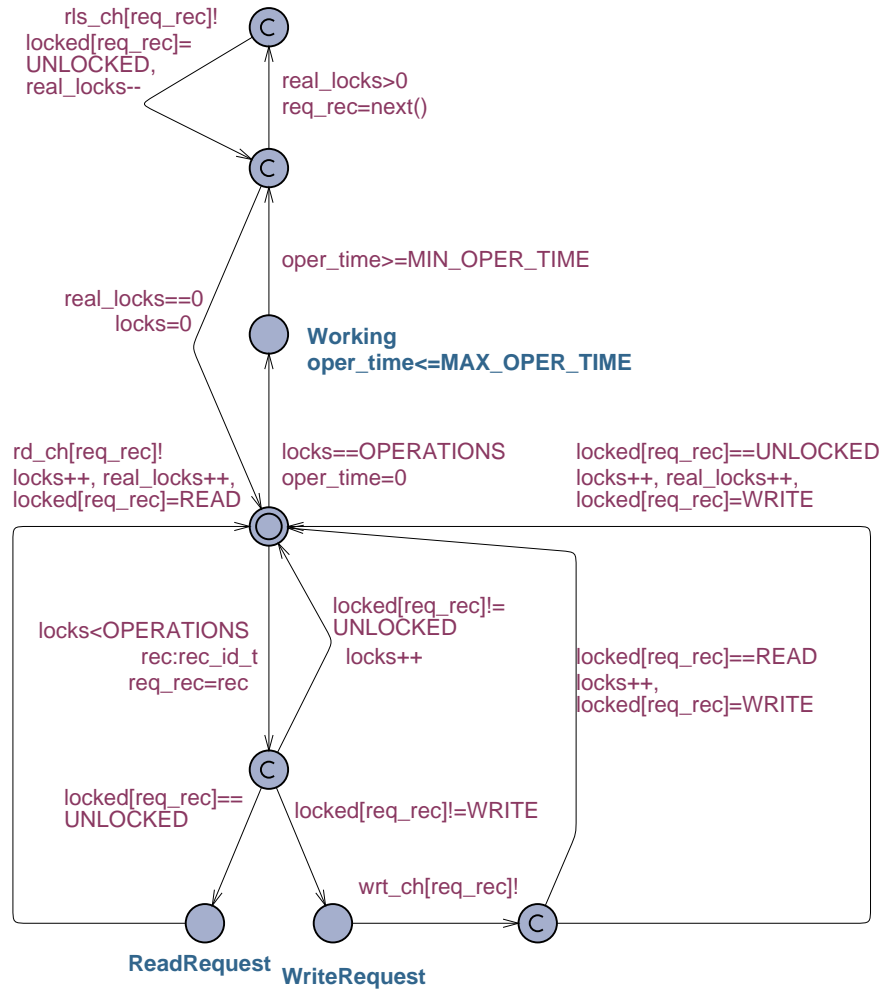 rls_ch[req_rec]!
locked[req_rec]=
UNLOCKED,
real_locks--
C
real_locks>0
req_rec=next()
C
oper_time>=MIN_OPER_TIME
real_locks==0
locks=0
Working
oper_time<=MAX_OPER_TIME
rd_ch[req_rec]!
locks++, real_locks++,
locked[req_rec]=READ
locks==OPERATIONS
oper_time=0
locked[req_rec]==UNLOCKED
locks++, real_locks++,
locked[req_rec]=WRITE
locks<OPERATIONS
rec:rec_id_t
req_rec=rec
locked[req_rec]!=
UNLOCKED
locks++
locked[req_rec]==READ
locks++,
locked[req_rec]=WRITE
C
locked[req_rec]==
UNLOCKED
locked[req_rec]!=WRITE
wrt_ch[req_rec]!
C
ReadRequest
WriteRequest